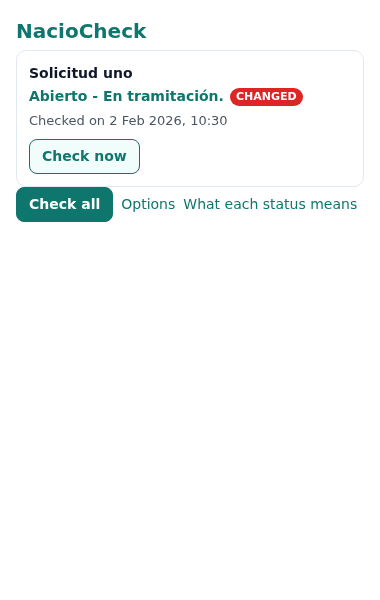 NacioCheck
Solicitud uno
Abierto - En tramitación. CHANGED
Checked on 2 Feb 2026, 10:30
Check now
Check all Options What each status means